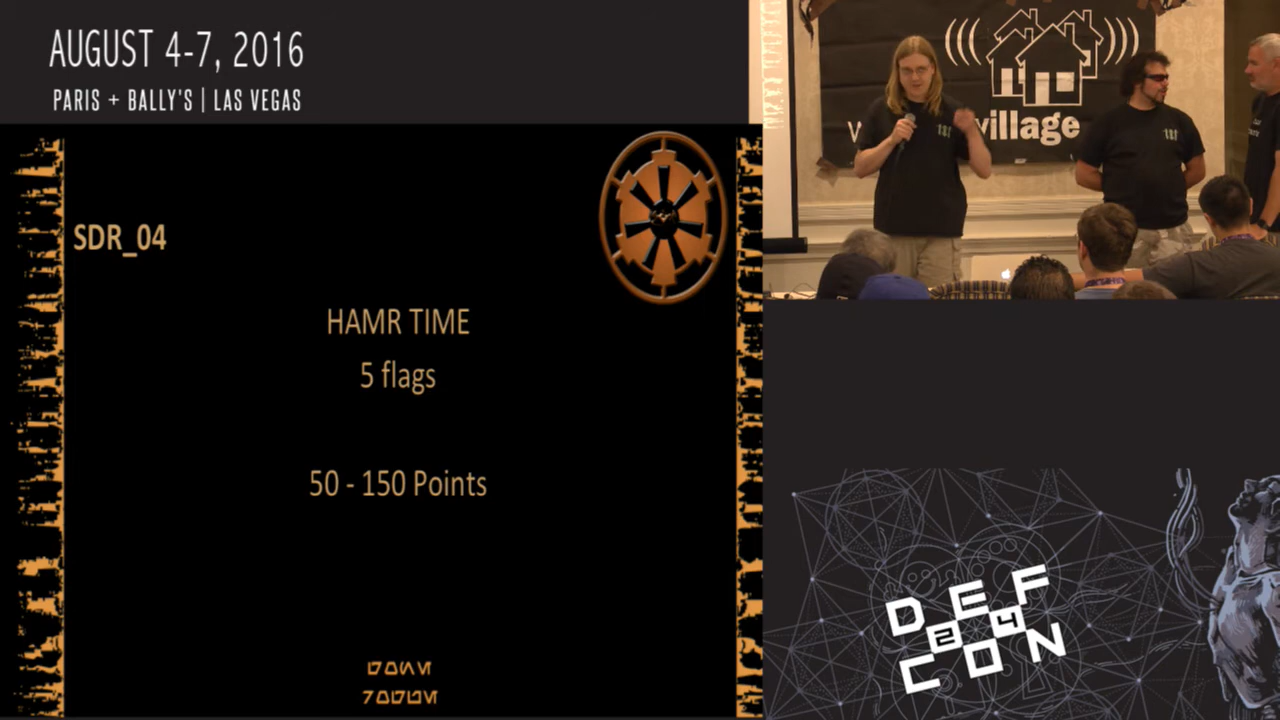 AUGUST 4-7, 2016
PARIS + BALLY'S | LAS VEGAS
SDR_04
HAMR TIME
5 flags
50 - 150 Points
village
DEF
24
CON